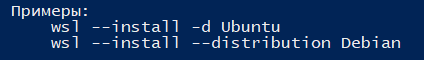 Примеры:
wsl --install -d Ubuntu
wsl --install --distribution Debian